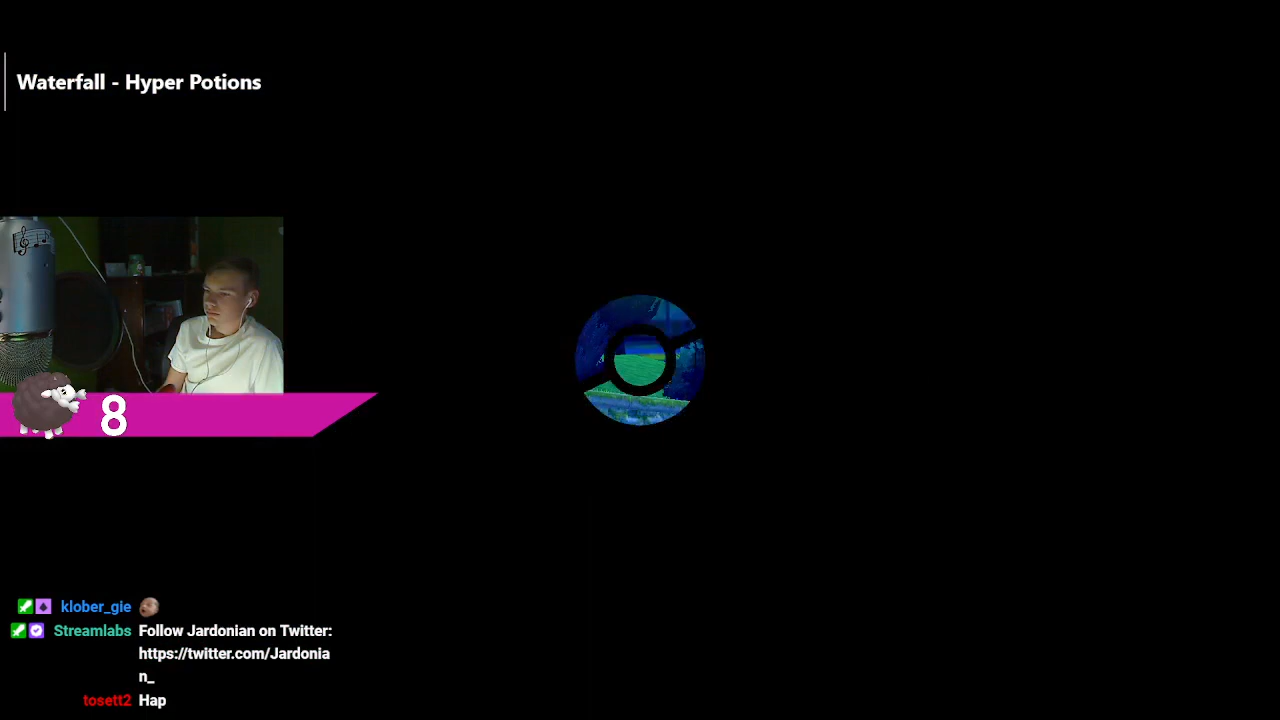 Waterfall - Hyper Potions
8
klober_gie
Streamlabs Follow Jardonian on Twitter:
https://twitter.com/Jardonia
n_
tosett2 Hap